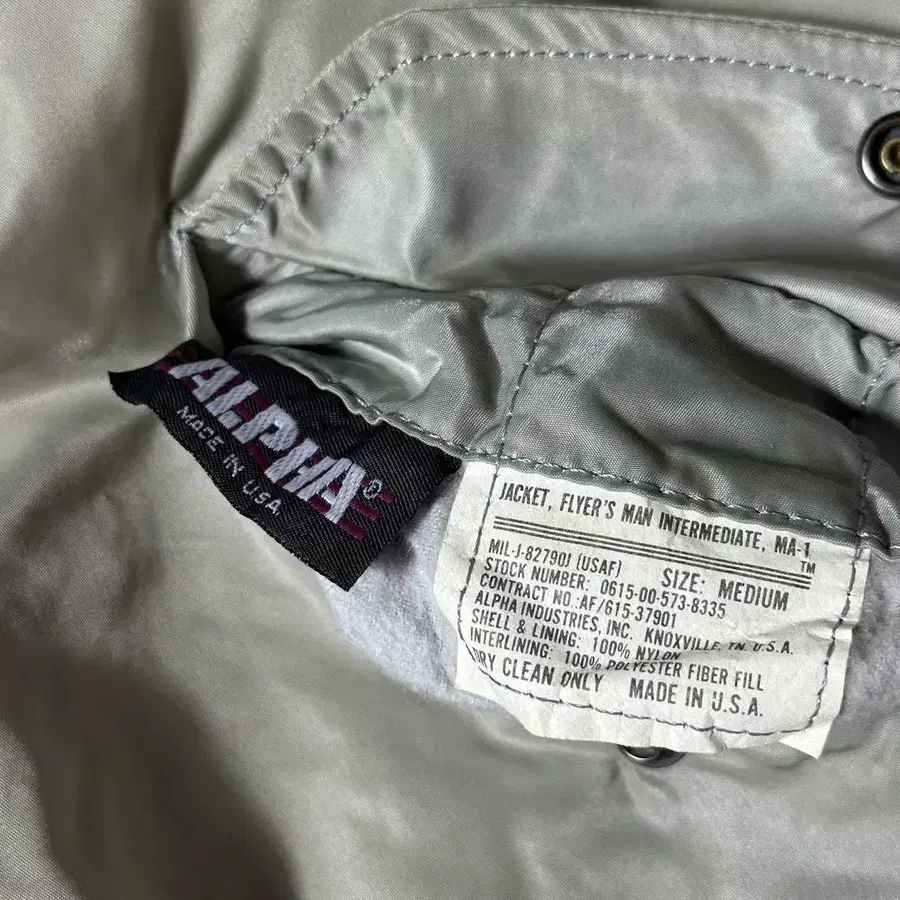 ALPHA®
MADE IN USA
JACKET, FLYER'S MAN INTERMEDIATE, MA-1
TM
MIL-J-82790J (USAF) SIZE: MEDIUM
STOCK NUMBER: 0615-00-573-8335
CONTRACT NO.:AF/615-37901
ALPHA INDUSTRIES, INC. KNOXVILLE, TN. U.S.A.
SHELL & LINING: 100% NYLON
INTERLINING: 100% POLYESTER FIBER FILL
DRY CLEAN ONLY MADE IN U.S.A.